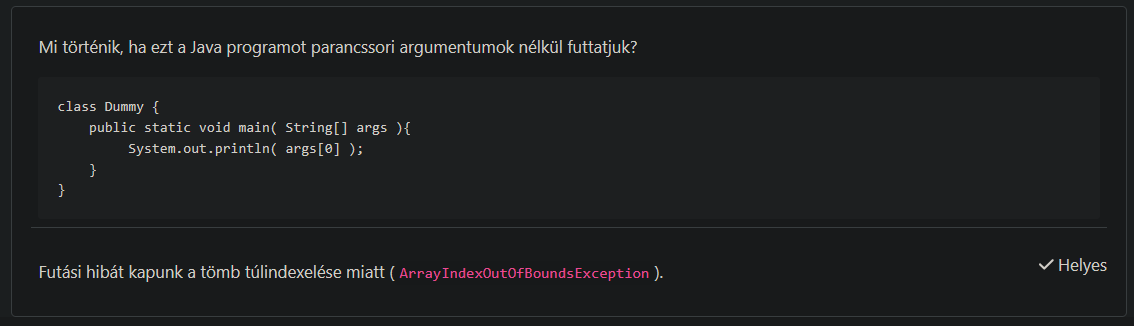 Mi történik, ha ezt a Java programot parancssori argumentumok nélkül futtatjuk?
class Dummy {
    public static void main( String[] args ){
         System.out.println( args[0] );
    }
}
Futási hibát kapunk a tömb túlindexelése miatt ( ArrayIndexOutOfBoundsException ).
✓ Helyes